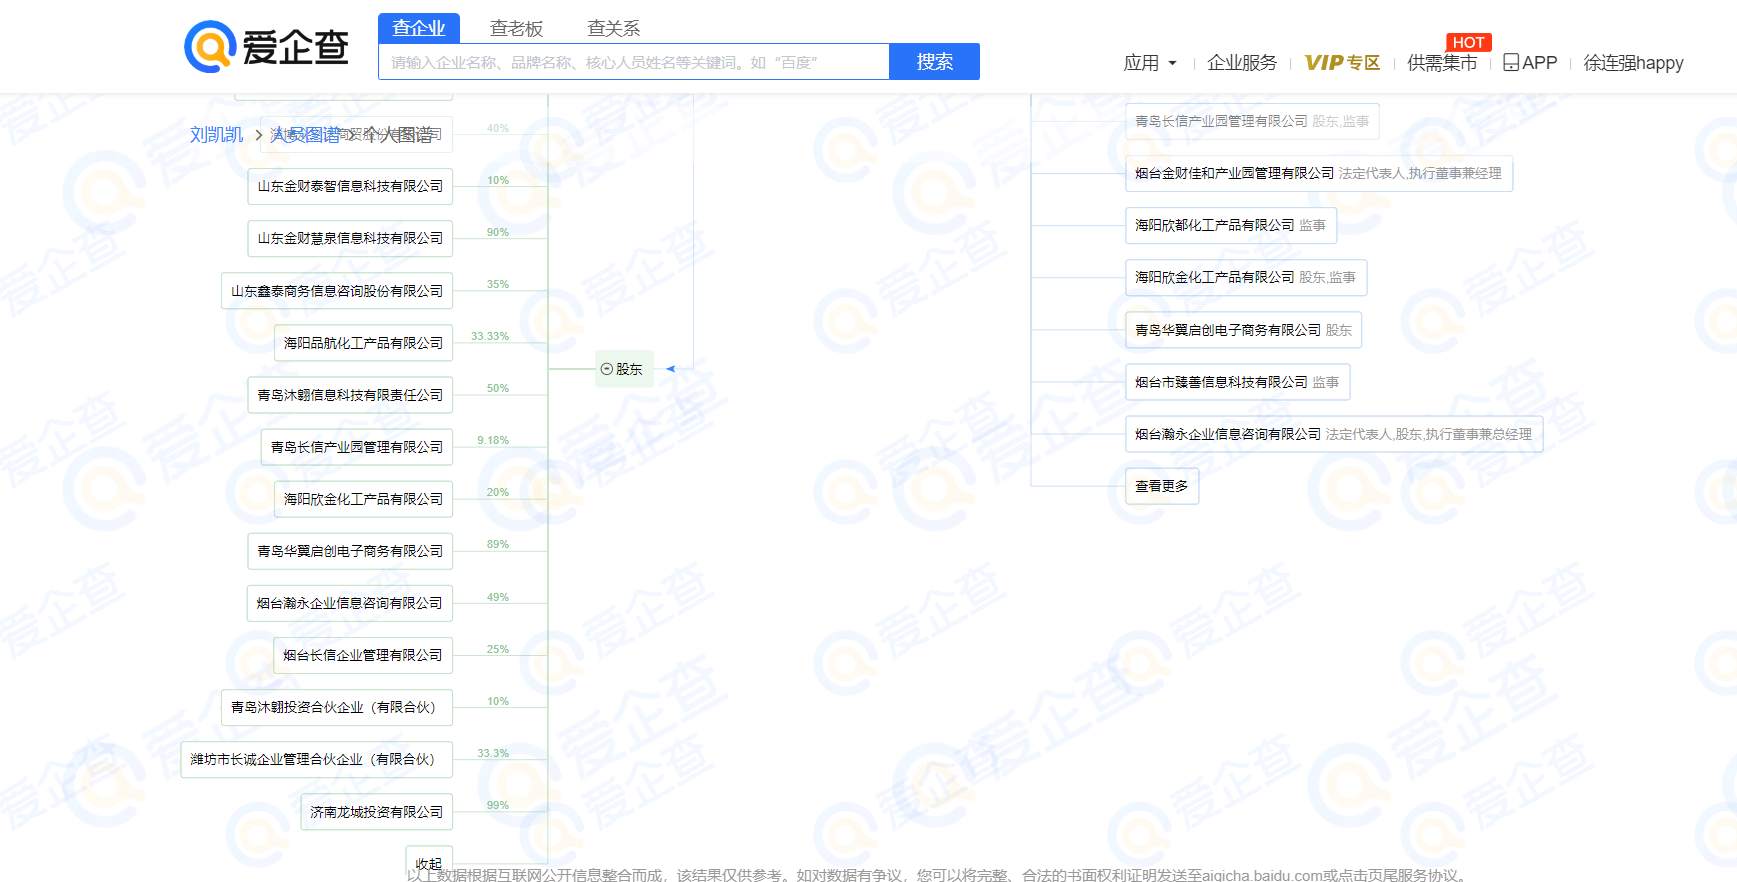 爱企查
查企业 查老板 查关系
请输入企业名称、品牌名称、核心人员姓名等关键词。如“百度”
搜索
应用
企业服务
VIP专区
HOT
供需集市
APP
徐连强happy
刘凯凯 > 人员图谱 > 个人图谱
40%
山东金财泰智信息科技有限公司 10%
山东金财慧泉信息科技有限公司 90%
山东鑫泰商务信息咨询股份有限公司 35%
海阳品航化工产品有限公司 33.33%
青岛沐翱信息科技有限责任公司 50%
青岛长信产业园管理有限公司 9.18%
海阳欣金化工产品有限公司 20%
青岛华翼启创电子商务有限公司 89%
烟台瀚永企业信息咨询有限公司 49%
烟台长信企业管理有限公司 25%
青岛沐翱投资合伙企业（有限合伙） 10%
潍坊市长诚企业管理合伙企业（有限合伙） 33.3%
济南龙城投资有限公司 99%
收起
股东
青岛长信产业园管理有限公司 股东,监事
烟台金财佳和产业园管理有限公司 法定代表人,执行董事兼经理
海阳欣都化工产品有限公司 监事
海阳欣金化工产品有限公司 股东,监事
青岛华翼启创电子商务有限公司 股东
烟台市臻善信息科技有限公司 监事
烟台瀚永企业信息咨询有限公司 法定代表人,股东,执行董事兼总经理
查看更多
以上数据根据互联网公开信息整合而成，该结果仅供参考。如对数据有争议，您可以将完整、合法的书面权利证明发送至aiqicha.baidu.com或点击页尾服务协议。